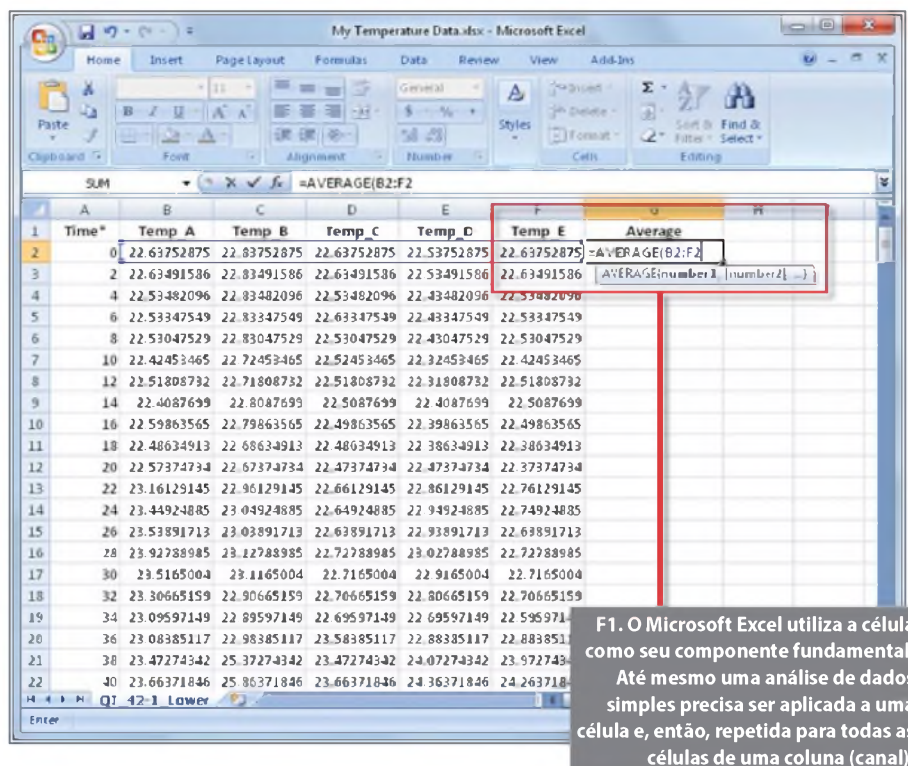 My Temperature Data.xlsx - Microsoft Excel
Home Insert Page Layout Formulas Data Review View Add-Ins
Paste
B I U A A
General
$ - % ,
Styles
Insert
Delete
Format
Σ
Sort & Find &
Filter Select
Clipboard Font Alignment Number Cells Editing
SUM =AVERAGE(B2:F2
A B C D E F G H
1 Time* Temp_A Temp_B Temp_C Temp_D Temp_E Average
2 0 22.63752875 22.83752875 22.63752875 22.53752875 22.63752875 =AVERAGE(B2:F2
AVERAGE(number1, [number2], ...)
3 2 22.63491586 22.83491586 22.63491586 22.53491586 22.63491586
4 4 22.53482096 22.83482096 22.53482096 22.43482096 22.53482096
5 6 22.53347549 22.83347549 22.63347549 22.43347549 22.53347549
6 8 22.53047529 22.83047529 22.53047529 22.43047529 22.53047529
7 10 22.42453465 22.72453465 22.52453465 22.32453465 22.42453465
8 12 22.51808732 22.71808732 22.51808732 22.31808732 22.51808732
9 14 22.4087699 22.8087699 22.5087699 22.4087699 22.5087699
10 16 22.59863565 22.79863565 22.49863565 22.39863565 22.49863565
11 18 22.48634913 22.68634913 22.48634913 22.38634913 22.38634913
12 20 22.57374734 22.67374734 22.47374734 22.47374734 22.37374734
13 22 23.16129145 22.96129145 22.66129145 22.86129145 22.76129145
14 24 23.44924885 23.04924885 22.64924885 22.94924885 22.74924885
15 26 23.53891713 23.03891713 22.63891713 22.93891713 22.63891713
16 28 23.92788985 23.12788985 22.72788985 23.02788985 22.72788985
17 30 23.5165004 23.1165004 22.7165004 22.9165004 22.7165004
18 32 23.30665159 22.90665159 22.70665159 22.80665159 22.70665159
19 34 23.09597149 22.89597149 22.69597149 22.69597149 22.5959714
20 36 23.08385117 22.98385117 23.58385117 22.88385117 22.883851
21 38 23.47274342 25.37274342 23.47274342 24.07274342 23.972743
22 40 23.66371846 25.86371846 23.66371846 24.36371846 24.263718
QT_42-1_Lower
Enter
F1. O Microsoft Excel utiliza a célula
como seu componente fundamental.
Até mesmo uma análise de dados
simples precisa ser aplicada a uma
célula e, então, repetida para todas as
células de uma coluna (canal)